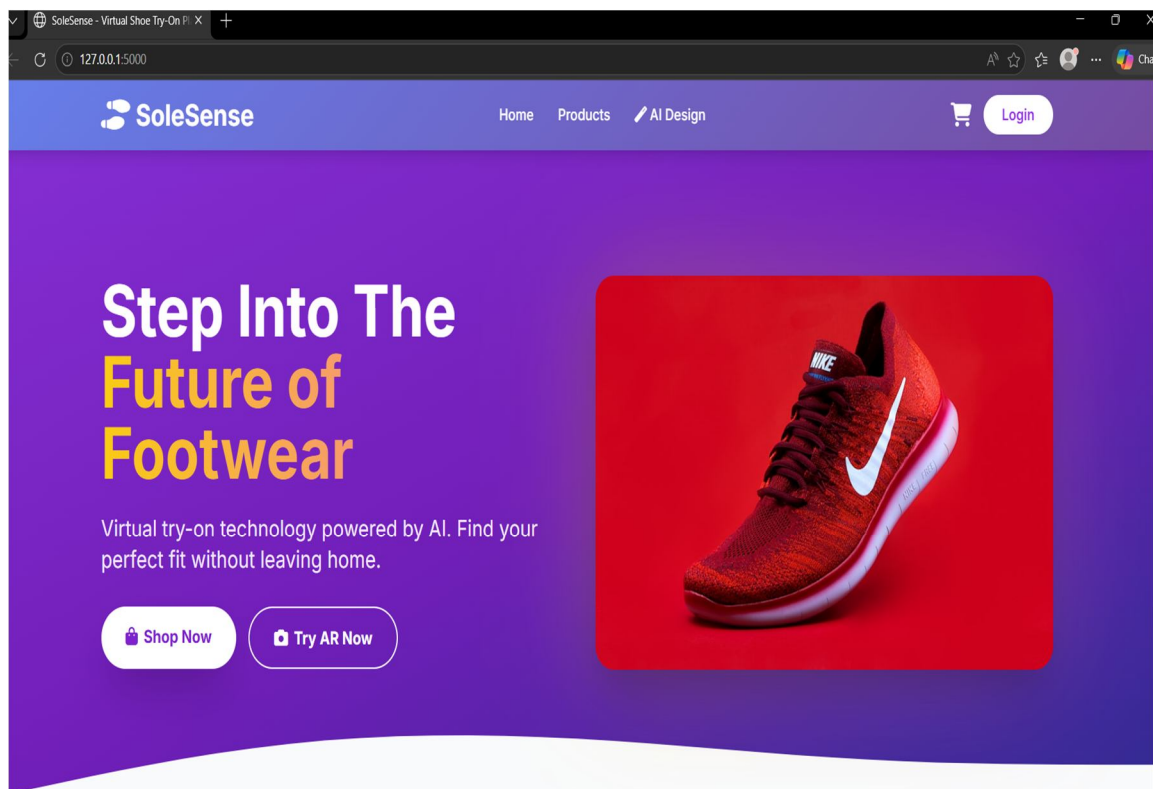 SoleSense - Virtual Shoe Try-On Pl
127.0.0.1:5000
Cha
SoleSense
Home
Products
AI Design
Login
Step Into The
Future of
Footwear
Virtual try-on technology powered by AI. Find your
perfect fit without leaving home.
Shop Now
Try AR Now
NIKE